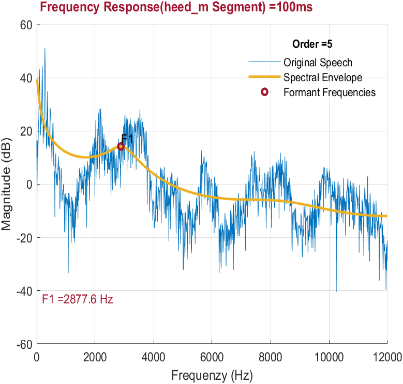 Frequency Response(heed_m Segment) =100ms
Order =5
Original Speech
Spectral Envelope
Formant Frequencies
Magnitude (dB)
60
40
20
0
-20
-40
-60
F1
F1 =2877.6 Hz
0 2000 4000 6000 8000 10000 12000
Frequenzy (Hz)